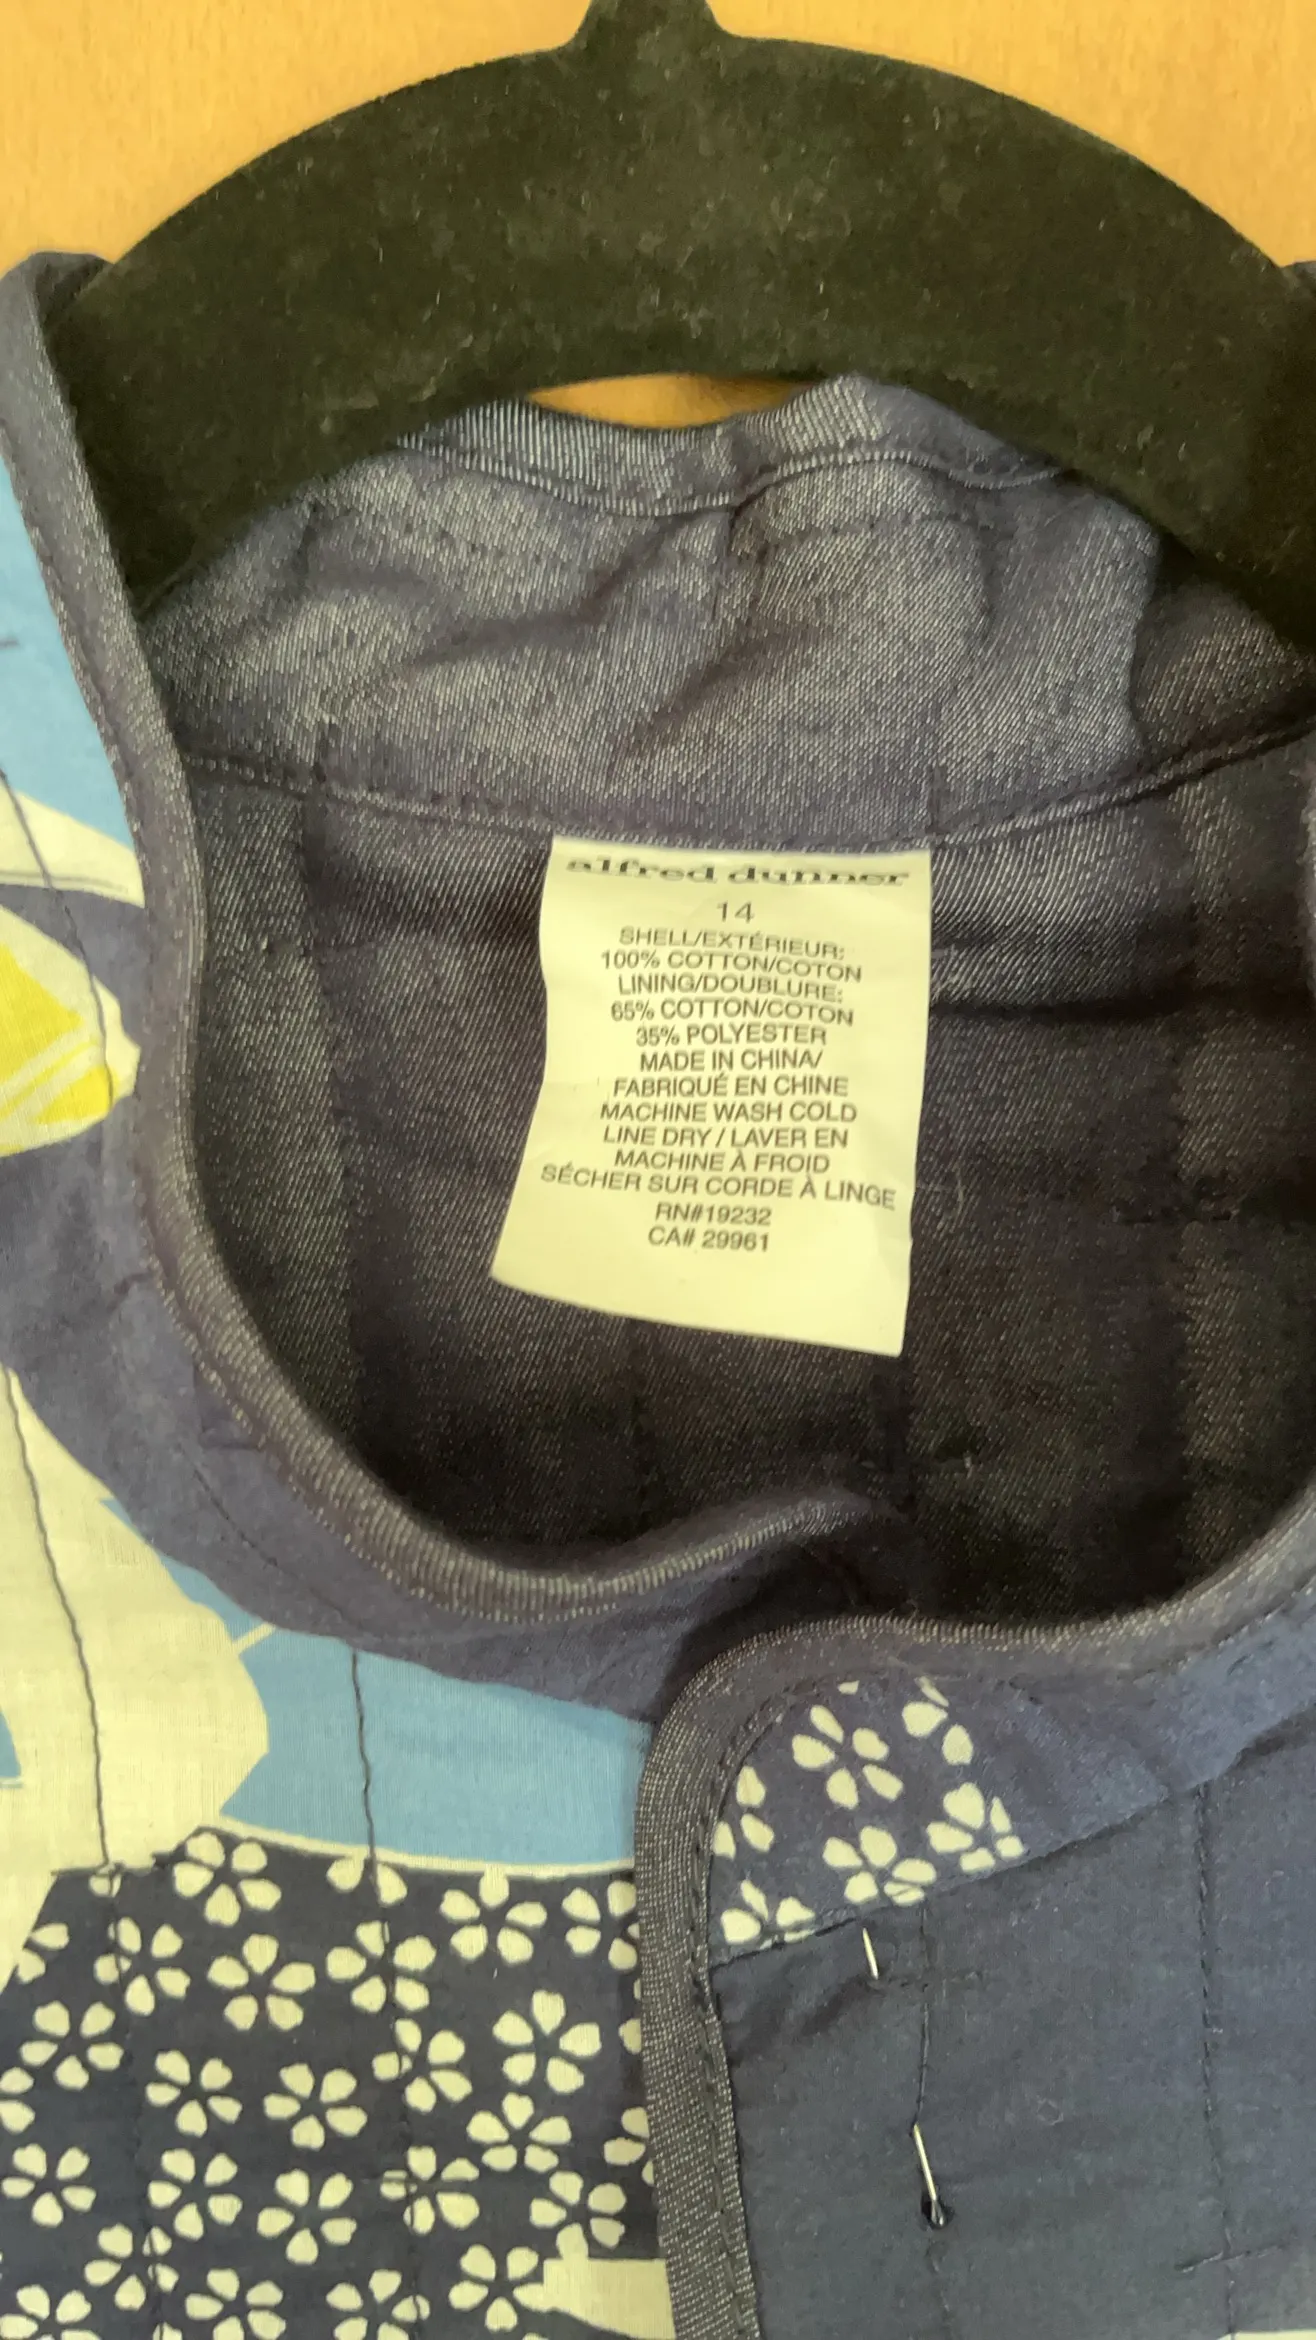 alfred dunner
14
SHELL/EXTÉRIEUR:
100% COTTON/COTON
LINING/DOUBLURE:
65% COTTON/COTON
35% POLYESTER
MADE IN CHINA/
FABRIQUÉ EN CHINE
MACHINE WASH COLD
LINE DRY / LAVER EN
MACHINE À FROID
SÉCHER SUR CORDE À LINGE
RN#19232
CA# 29961